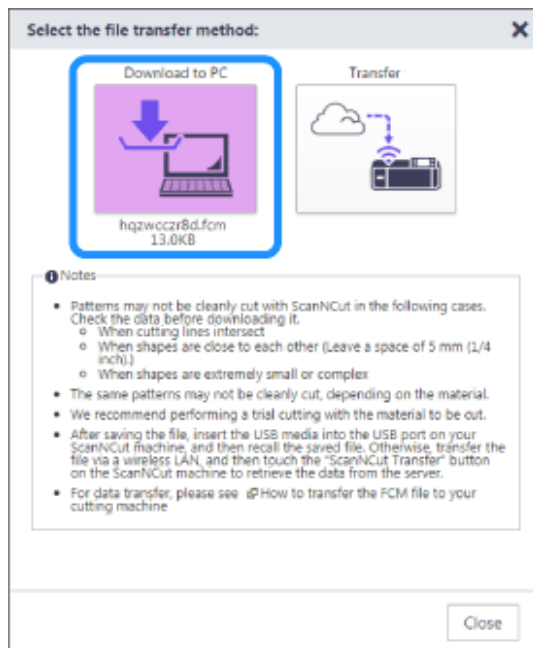 Select the file transfer method:
Download to PC
Transfer
hqzwcczr8d.fcm
13.0KB
Notes
• Patterns may not be cleanly cut with ScanNCut in the following cases.
Check the data before downloading it.
○ When cutting lines intersect
○ When shapes are close to each other (Leave a space of 5 mm (1/4
inch).)
○ When shapes are extremely small or complex
• The same patterns may not be cleanly cut, depending on the material.
• We recommend performing a trial cutting with the material to be cut.
• After saving the file, insert the USB media into the USB port on your
ScanNCut machine, and then recall the saved file. Otherwise, transfer the
file via a wireless LAN, and then touch the "ScanNCut Transfer" button
on the ScanNCut machine to retrieve the data from the server.
• For data transfer, please see How to transfer the FCM file to your
cutting machine
Close